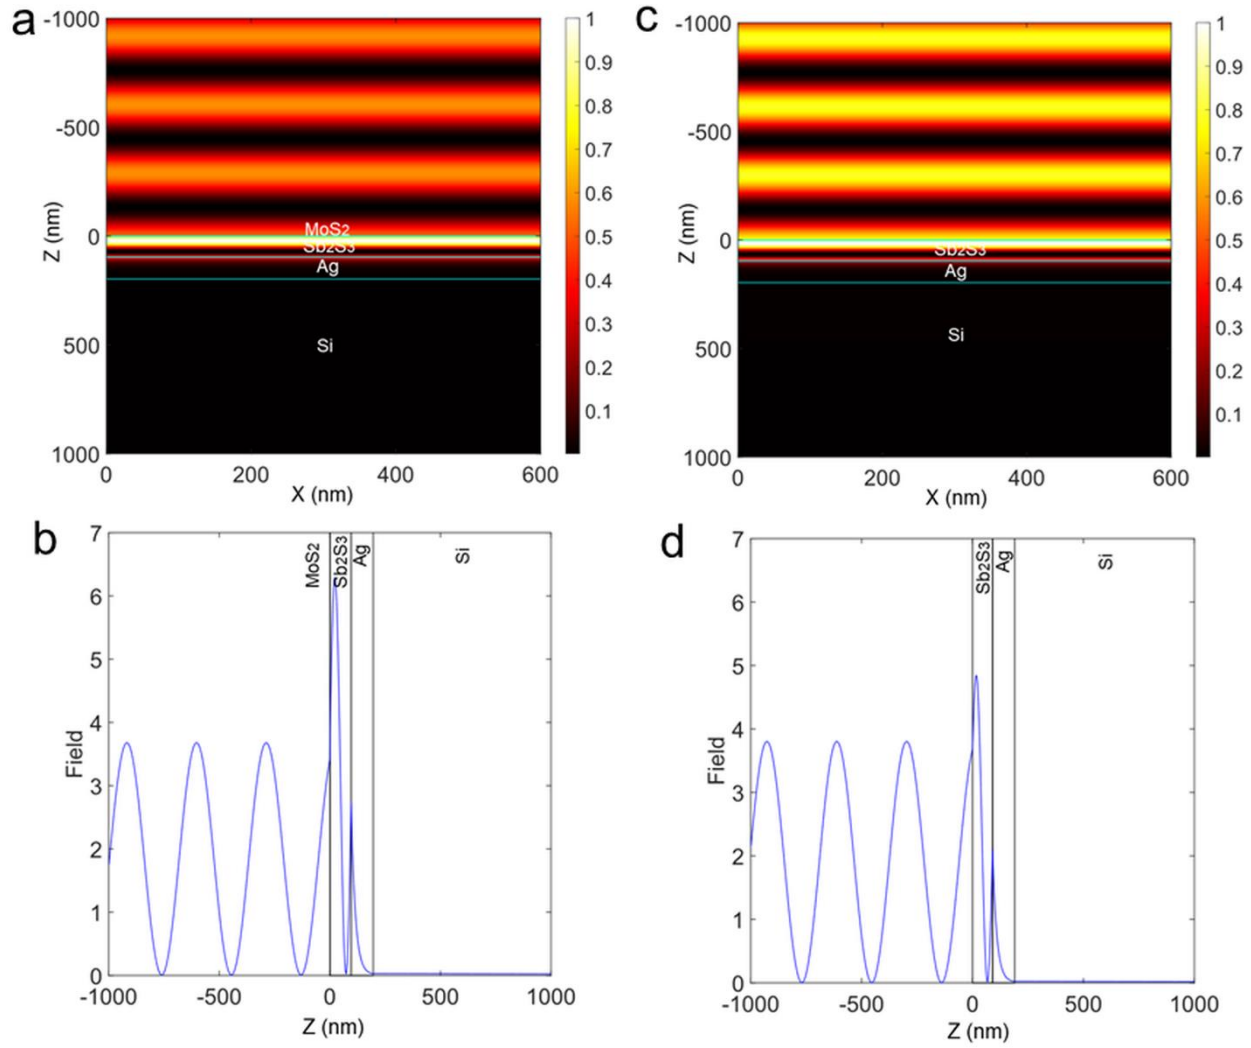 a
-1000
-500
0
500
1000
Z (nm)
MoS2
Sb2S3
Ag
Si
0
200
400
600
X (nm)
1
0.9
0.8
0.7
0.6
0.5
0.4
0.3
0.2
0.1
c
-1000
-500
0
500
1000
Z (nm)
Sb2S3
Ag
Si
0
200
400
600
X (nm)
1
0.9
0.8
0.7
0.6
0.5
0.4
0.3
0.2
0.1
b
7
6
5
4
3
2
1
0
Field
MoS2
Sb2S3
Ag
Si
-1000
-500
0
500
1000
Z (nm)
d
7
6
5
4
3
2
1
0
Field
Sb2S3
Ag
Si
-1000
-500
0
500
1000
Z (nm)